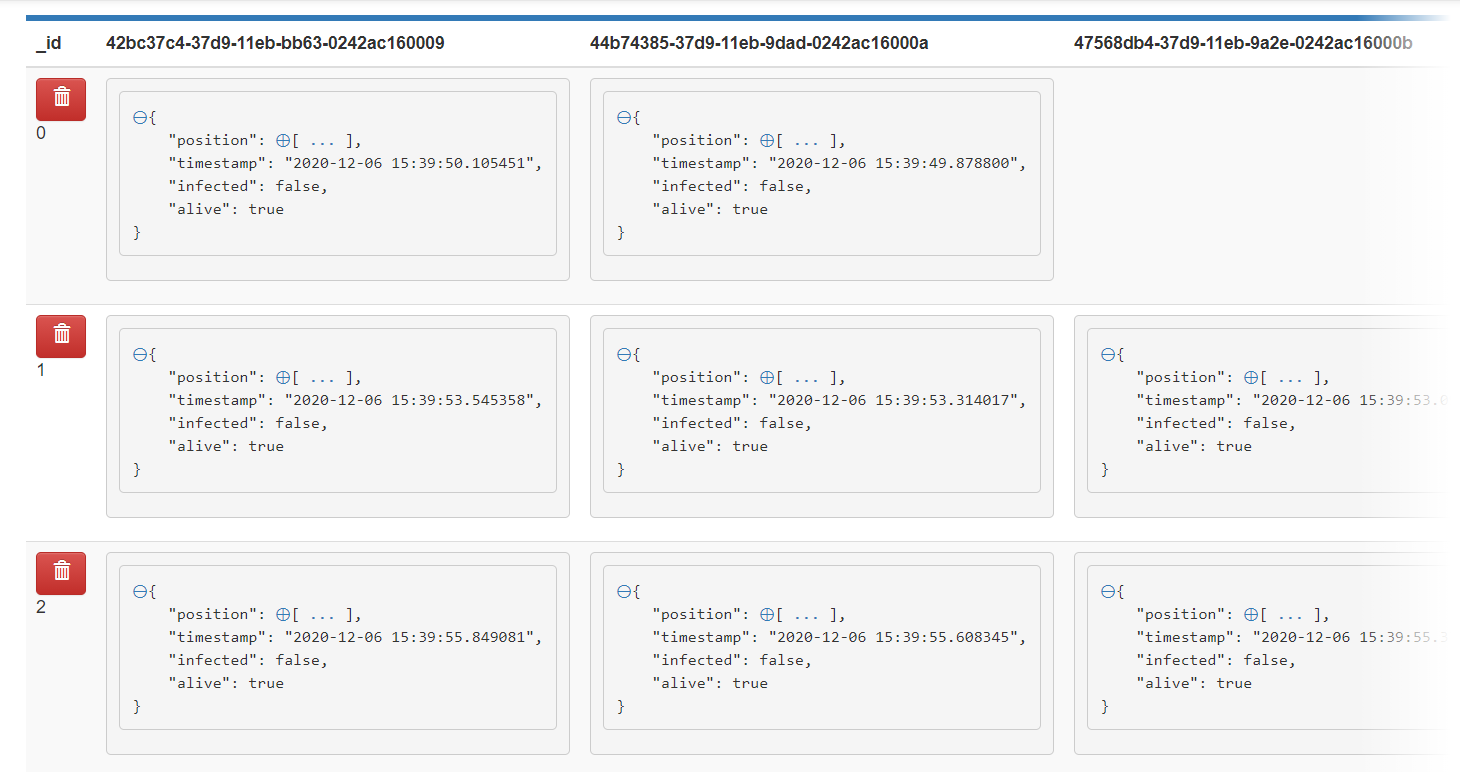 _id 42bc37c4-37d9-11eb-bb63-0242ac160009 44b74385-37d9-11eb-9dad-0242ac16000a 47568db4-37d9-11eb-9a2e-0242ac16000b
0
{
"position": [ ... ],
"timestamp": "2020-12-06 15:39:50.105451",
"infected": false,
"alive": true
}
{
"position": [ ... ],
"timestamp": "2020-12-06 15:39:49.878800",
"infected": false,
"alive": true
}
1
{
"position": [ ... ],
"timestamp": "2020-12-06 15:39:53.545358",
"infected": false,
"alive": true
}
{
"position": [ ... ],
"timestamp": "2020-12-06 15:39:53.314017",
"infected": false,
"alive": true
}
{
"position": [ ... ],
"timestamp": "2020-12-06 15:39:53.
"infected": false,
"alive": true
}
2
{
"position": [ ... ],
"timestamp": "2020-12-06 15:39:55.849081",
"infected": false,
"alive": true
}
{
"position": [ ... ],
"timestamp": "2020-12-06 15:39:55.608345",
"infected": false,
"alive": true
}
{
"position": [ ... ],
"timestamp": "2020-12-06 15:39:55.
"infected": false,
"alive": true
}